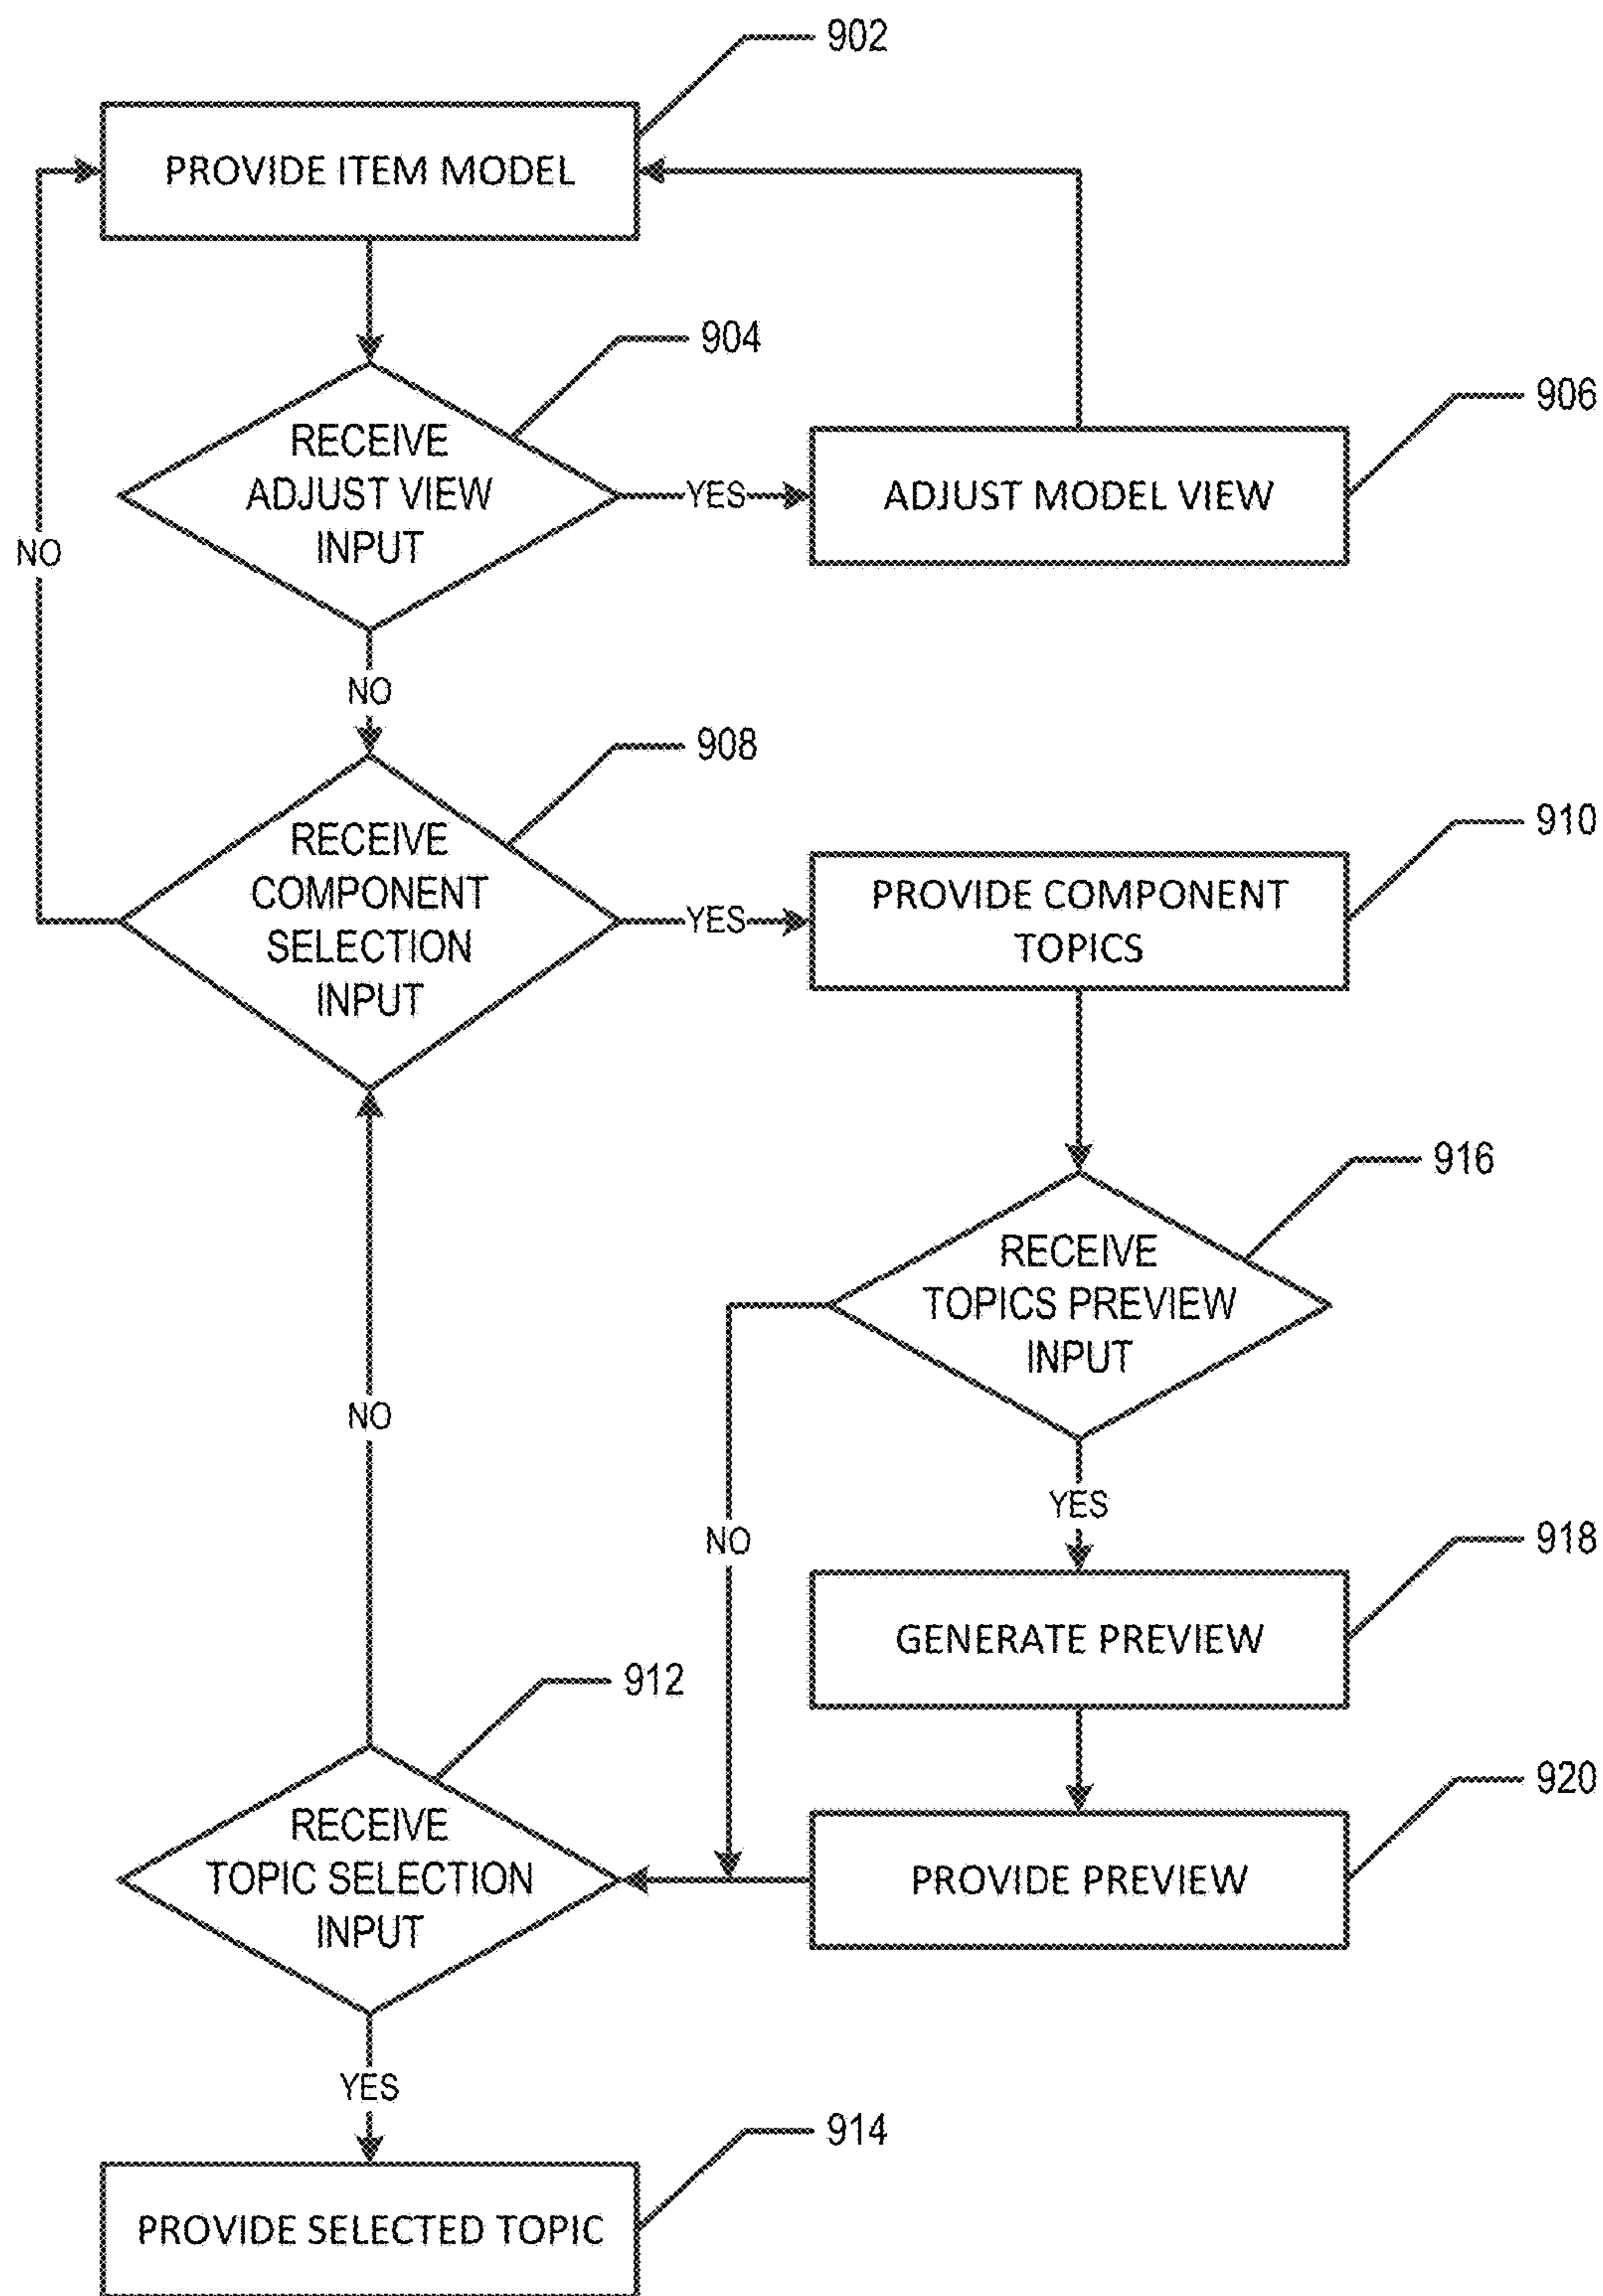 902
PROVIDE ITEM MODEL
904
RECEIVE
ADJUST VIEW
INPUT
YES
906
ADJUST MODEL VIEW
NO
NO
908
RECEIVE
COMPONENT
SELECTION
INPUT
YES
910
PROVIDE COMPONENT
TOPICS
916
RECEIVE
TOPICS PREVIEW
INPUT
NO
YES
NO
918
GENERATE PREVIEW
912
RECEIVE
TOPIC SELECTION
INPUT
920
PROVIDE PREVIEW
YES
914
PROVIDE SELECTED TOPIC